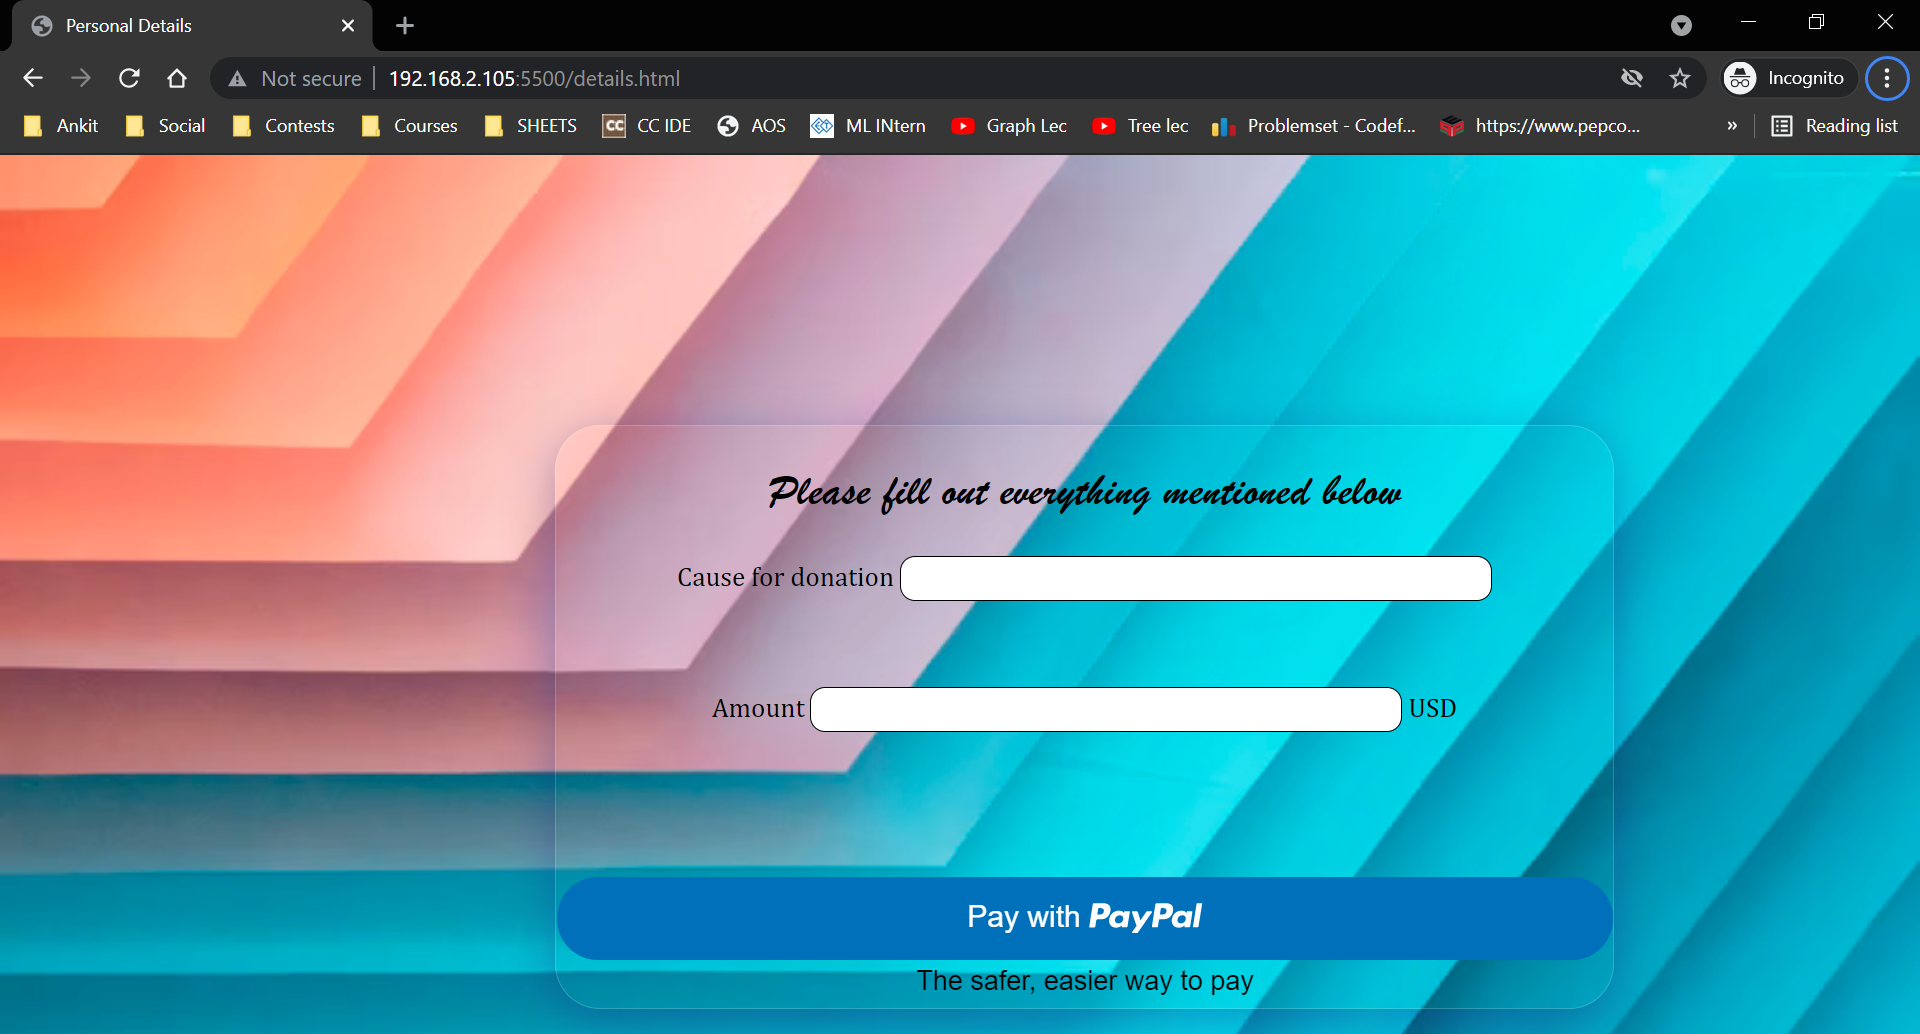 Personal Details
Not secure 192.168.2.105:5500/details.html Incognito
Ankit Social Contests Courses SHEETS CC CC IDE AOS ML INtern Graph Lec Tree lec Problemset - Codef... https://www.pepco... » Reading list
Please fill out everything mentioned below
Cause for donation
Amount USD
Pay with PayPal
The safer, easier way to pay